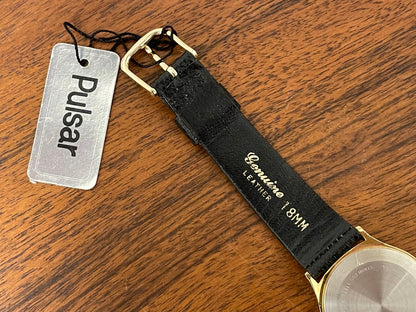 Pulsar
Genuine
LEATHER
18MM